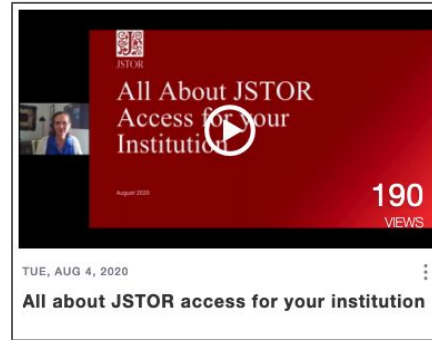 JSTOR
All About JSTOR
Access for your
Institution
August 2020
190
VIEWS
TUE, AUG 4, 2020
All about JSTOR access for your institution